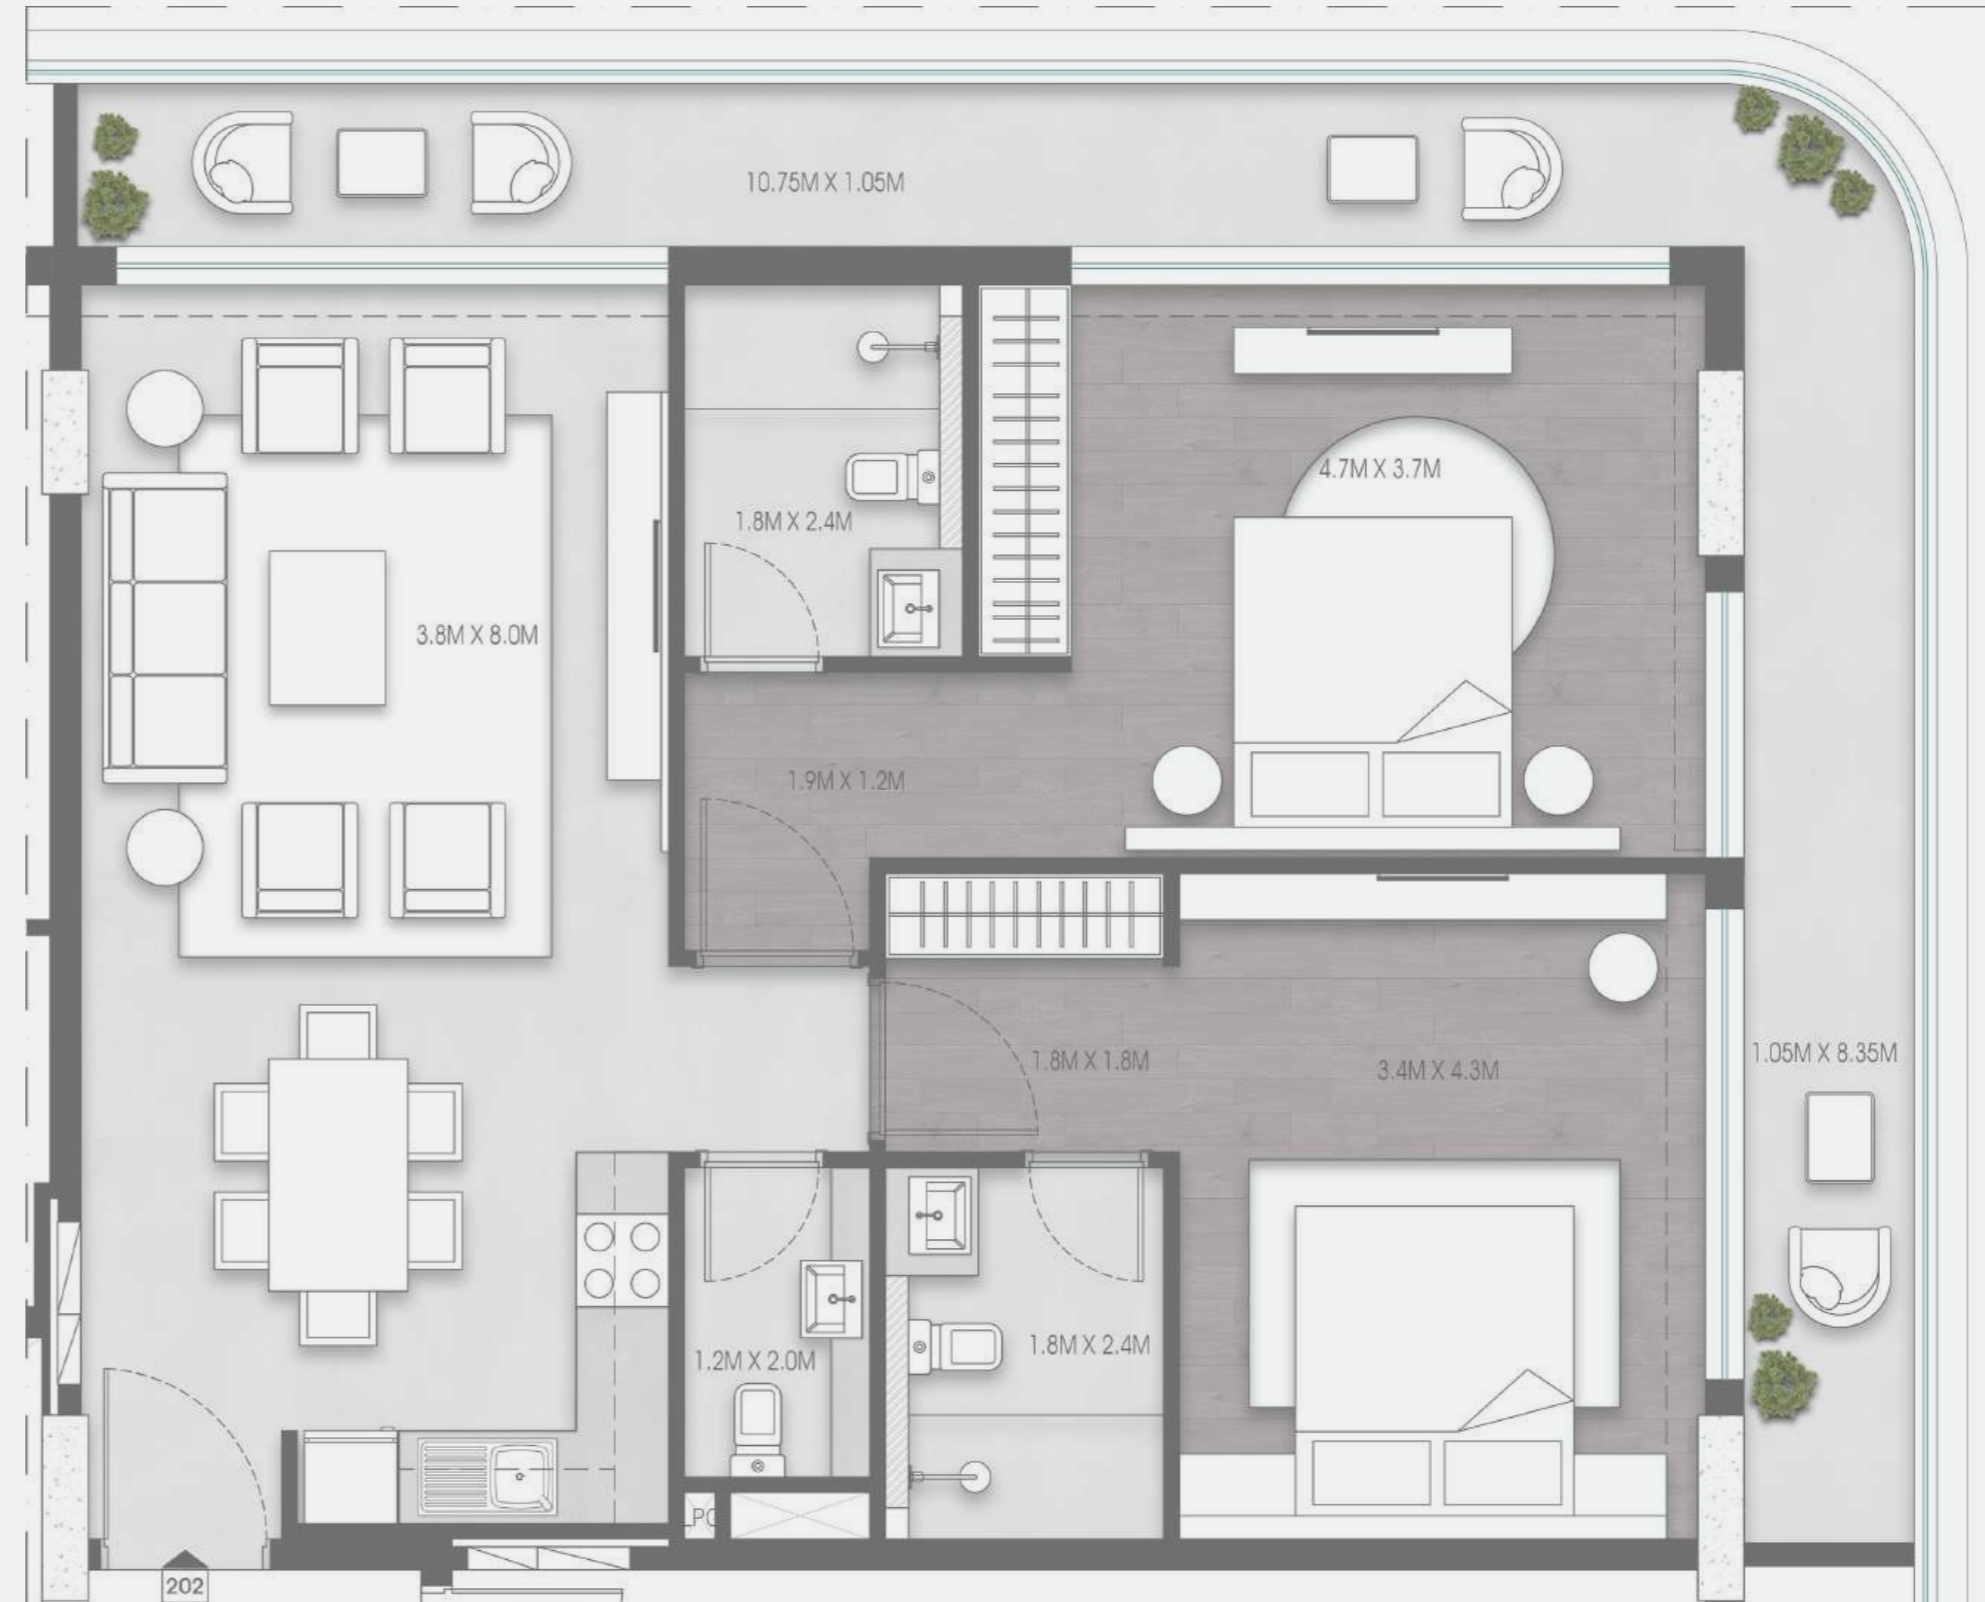 10.75M X 1.05M
4.7M X 3.7M
1.8M X 2.4M
3.8M X 8.0M
1.9M X 1.2M
1.05M X 8.35M
1.8M X 1.8M
3.4M X 4.3M
1.8M X 2.4M
1.2M X 2.0M
LPG
202